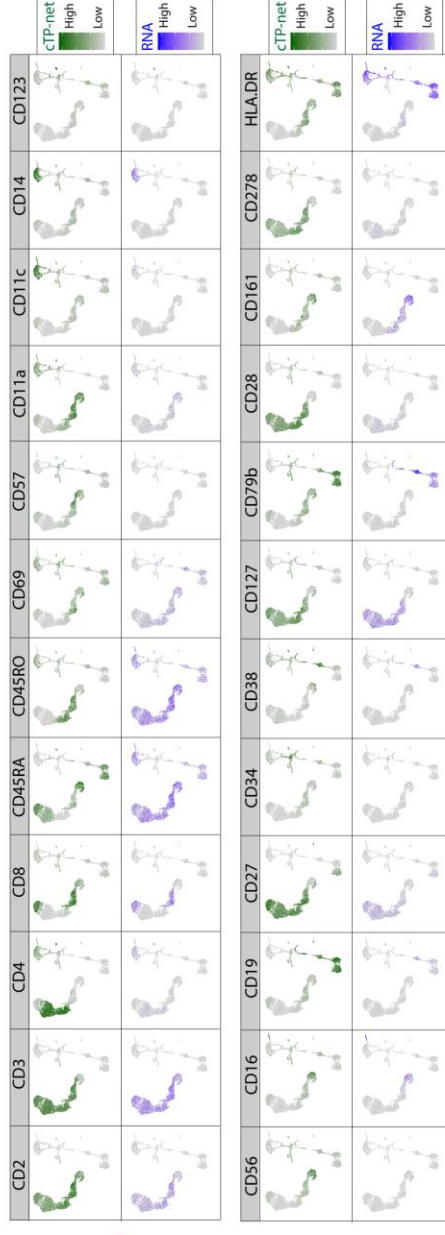 CD2 CD3 CD4 CD8 CD45RA CD45RO CD69 CD57 CD11a CD11c CD14 CD123
cTP-net
High
Low
RNA
High
Low
CD56 CD16 CD19 CD27 CD34 CD38 CD127 CD79b CD28 CD161 CD278 HLA.DR
cTP-net
High
Low
RNA
High
Low